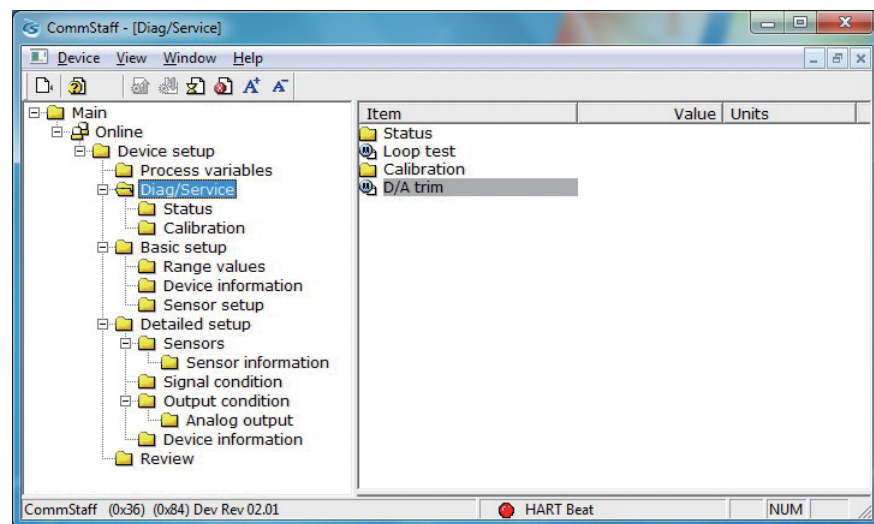 CommStaff - [Diag/Service]
Device View Window Help
Main
Online
Device setup
Process variables
Diag/Service
Status
Calibration
Basic setup
Range values
Device information
Sensor setup
Detailed setup
Sensors
Sensor information
Signal condition
Output condition
Analog output
Device information
Review
Item Value Units
Status
Loop test
Calibration
D/A trim
CommStaff (0x36) (0x84) Dev Rev 02.01 HART Beat NUM